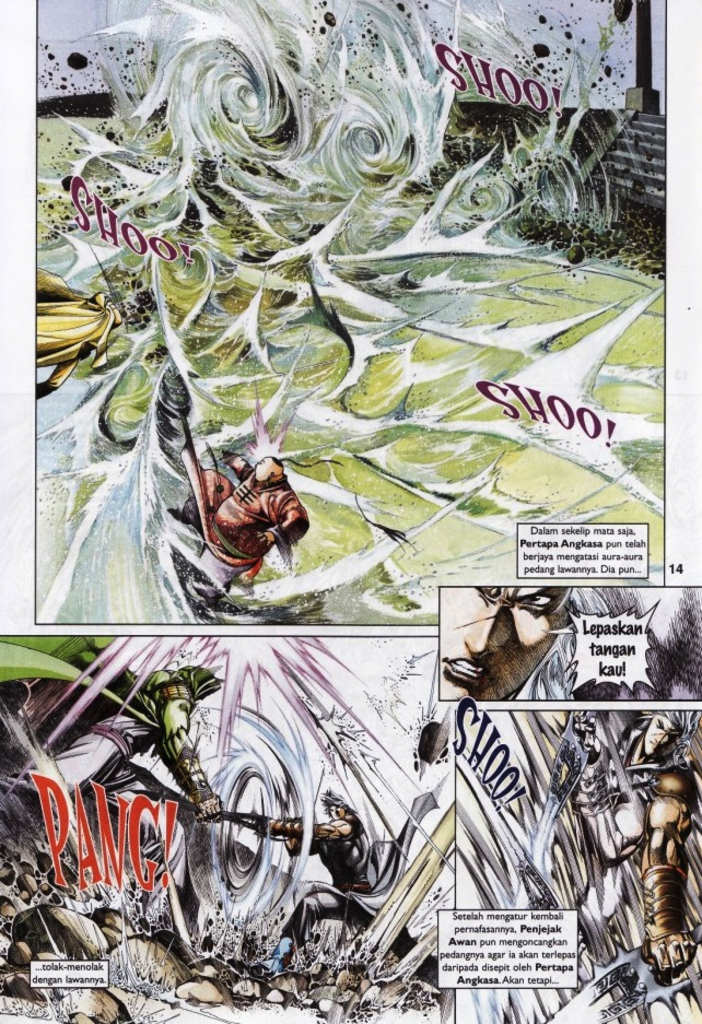 SHOO!
SHOO!
SHOO!
Dalam sekelip mata saja,
Pertapa Angkasa pun telah
berjaya mengatasi aura-aura
pedang lawannya. Dia pun...
14
Lepaskan
tangan
kau!
PANG!
...tolak-menolak
dengan lawannya.
SHOO!
Setelah mengatur kembali
pernafasannya, Penjejak
Awan pun mengoncangkan
pedangnya agar ia akan terlepas
daripada disepit oleh Pertapa
Angkasa. Akan tetapi...